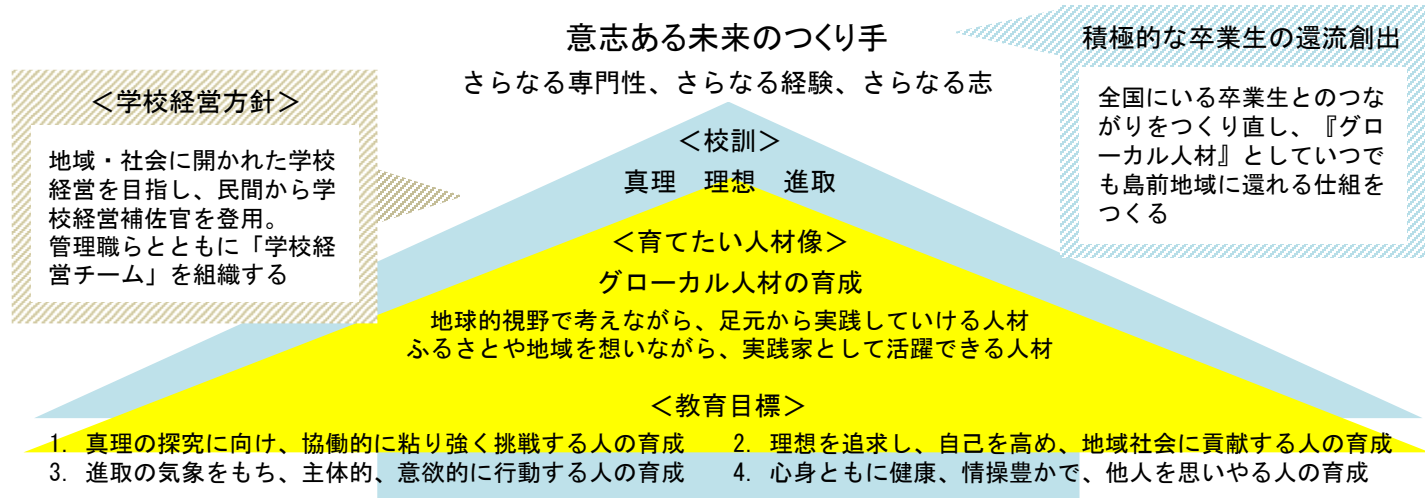 意志ある未来のつくり手
さらなる専門性、さらなる経験、さらなる志
＜学校経営方針＞
地域・社会に開かれた学校
経営を目指し、民間から学
校経営補佐官を登用。
管理職らとともに「学校経
営チーム」を組織する
積極的な卒業生の還流創出
全国にいる卒業生とのつな
がりをつくり直し、『グロ
ーカル人材』としていつで
も島前地域に還れる仕組を
つくる
＜校訓＞
真理　理想　進取
＜育てたい人材像＞
グローカル人材の育成
地球的視野で考えながら、足元から実践していける人材
ふるさとや地域を想いながら、実践家として活躍できる人材
＜教育目標＞
1. 真理の探究に向け、協働的に粘り強く挑戦する人の育成　2. 理想を追求し、自己を高め、地域社会に貢献する人の育成
3. 進取の気象をもち、主体的、意欲的に行動する人の育成　4. 心身ともに健康、情操豊かで、他人を思いやる人の育成